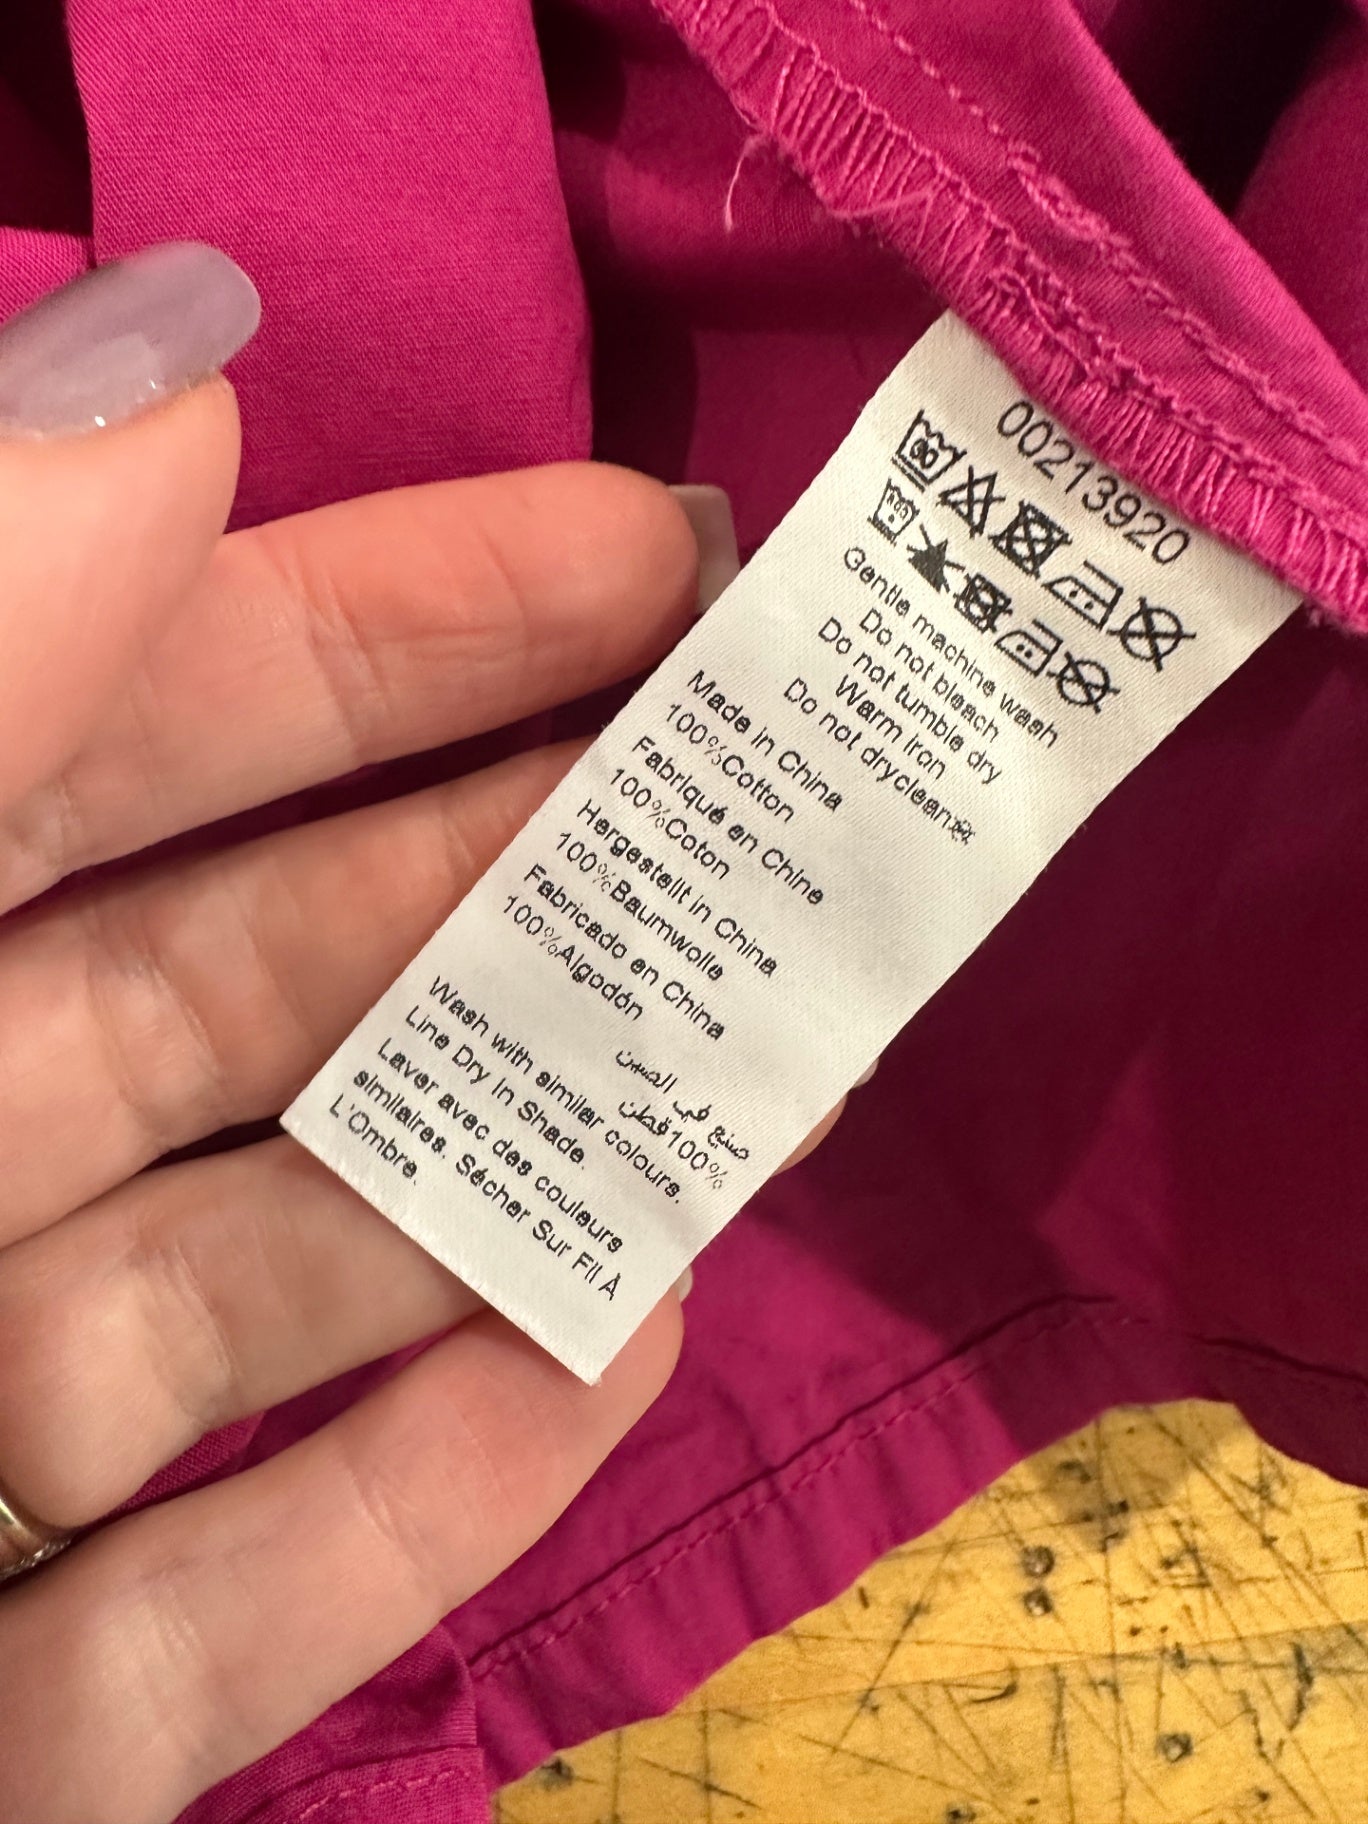 00213920
30
Gentle machine wash
Do not bleach
Do not tumble dry
Warm iron
Do not dryclean
Made in China
100%Cotton
Fabriqué en Chine
100%Coton
Hergestellt in China
100%Baumwolle
Fabricado en China
100%Algodón
صنع في الصين
100%قطن
Wash with similar colours.
Line Dry In Shade.
Laver avec des couleurs
similaires. Sécher Sur Fil À
L'Ombre.